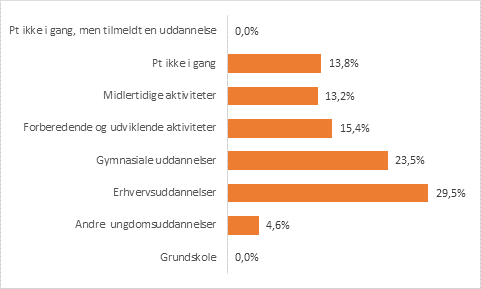 Pt ikke i gang, men tilmeldt en uddannelse 0,0%
Pt ikke i gang 13,8%
Midlertidige aktiviteter 13,2%
Forberedende og udviklende aktiviteter 15,4%
Gymnasiale uddannelser 23,5%
Erhvervsuddannelser 29,5%
Andre ungdomsuddannelser 4,6%
Grundskole 0,0%